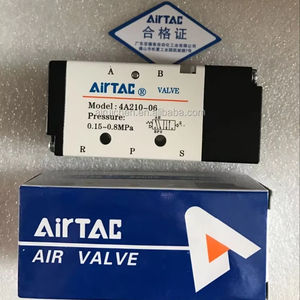 AirTAC
合格证
A B
AirTAC ® VALVE
Model: 4A210-06
Pressure:
0.15-0.8MPa
R P S
AirTAC
AIR VALVE